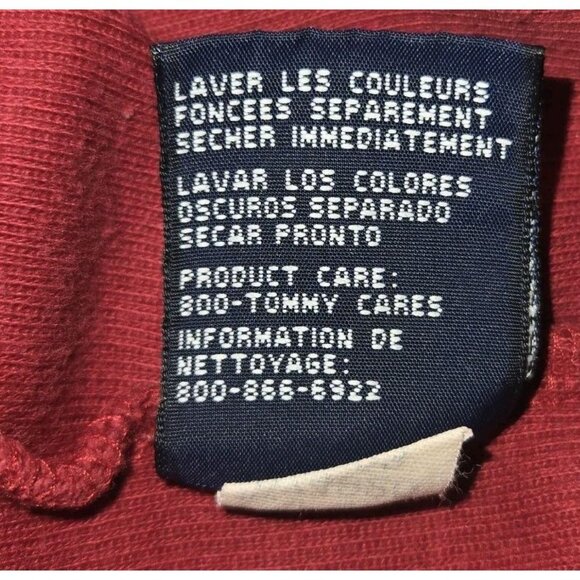 LAVER LES COULEURS
FONCEES SEPAREMENT
SECHER IMMEDIATEMENT
LAVAR LOS COLORES
OSCUROS SEPARADO
SECAR PRONTO
PRODUCT CARE:
800-TOMMY CARES
INFORMATION DE
NETTOYAGE:
800-866-6922